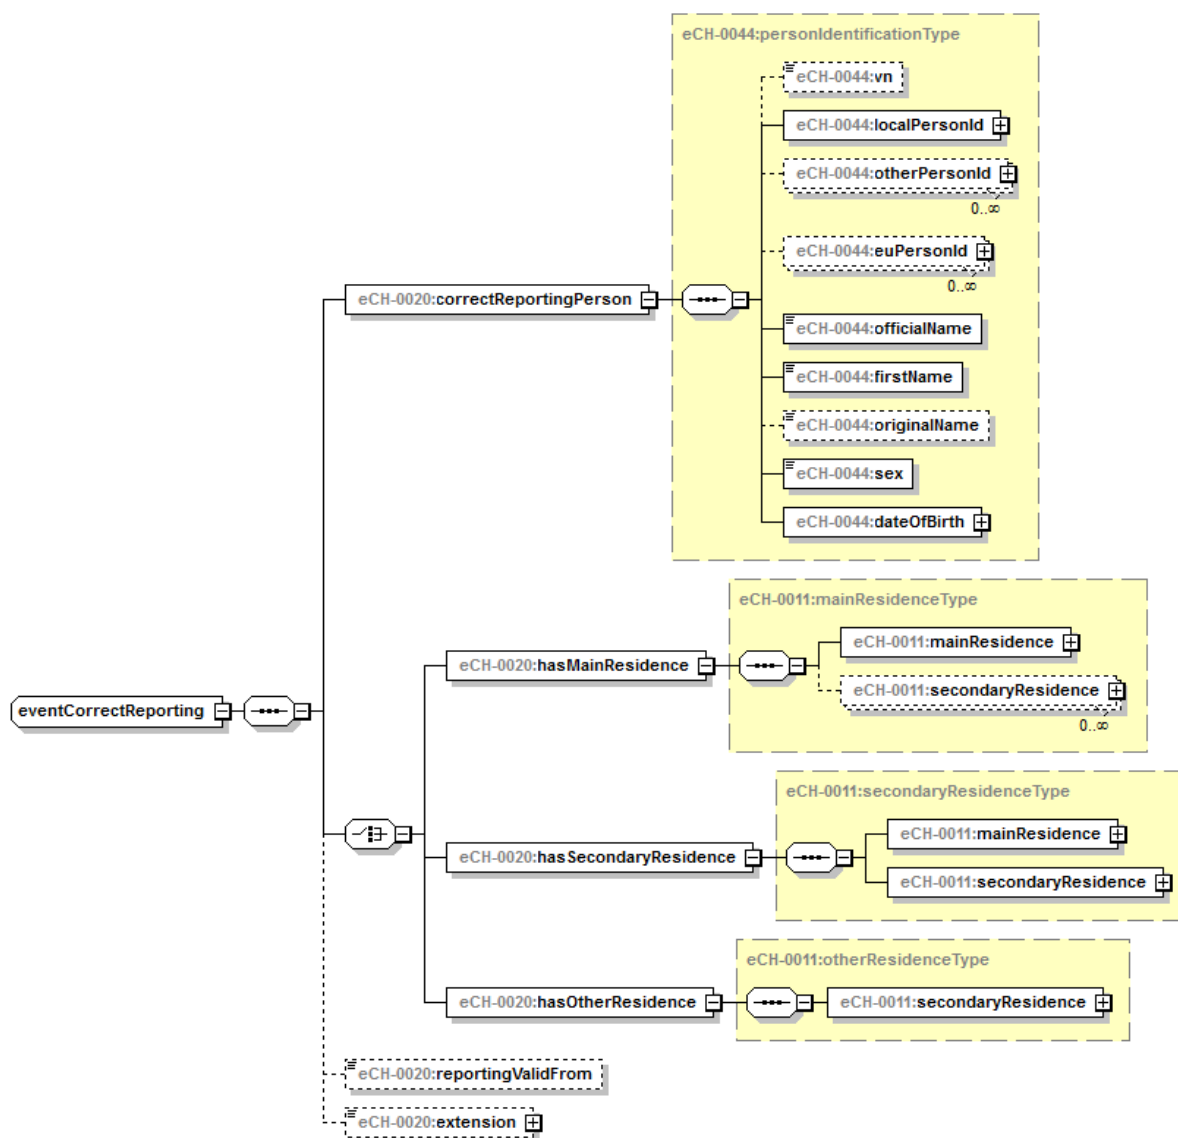 eCH-0044:personIdentificationType
eCH-0044:vn
eCH-0044:localPersonId
eCH-0044:otherPersonId
0..∞
eCH-0044:euPersonId
0..∞
eCH-0020:correctReportingPerson
eCH-0044:officialName
eCH-0044:firstName
eCH-0044:originalName
eCH-0044:sex
eCH-0044:dateOfBirth
eCH-0011:mainResidenceType
eCH-0011:mainResidence
eCH-0020:hasMainResidence
eCH-0011:secondaryResidence
0..∞
eventCorrectReporting
eCH-0011:secondaryResidenceType
eCH-0011:mainResidence
eCH-0020:hasSecondaryResidence
eCH-0011:secondaryResidence
eCH-0011:otherResidenceType
eCH-0020:hasOtherResidence
eCH-0011:secondaryResidence
eCH-0020:reportingValidFrom
eCH-0020:extension